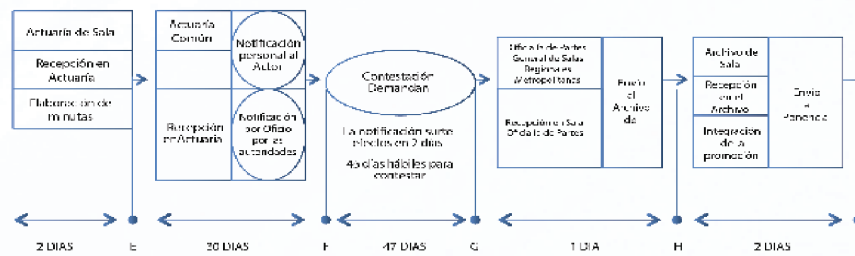 Actuaría de Sala
Recepción en
Actuaría
Elaboración de
minutas
Actuaría
Común
Recepción
en Actuaria
Notificación
personal al
Actor
Notificación
por Oficio
por las
autoridades
Contestación
Demandan
La notificación surte
efectos en 2 días
45 días hábiles para
contestar
Oficialía de Partes
General de Salas
Regionales
Metropolitanas
Recepción en Sala
Oficialía de Partes
Envío
al
Archivo
de
Archivo de
Sala
Recepción
en el
Archivo
Integración
de la
promoción
Envío
a
Ponencia
2 DIAS
E
30 DIAS
F
47 DIAS
G
1 DIA
H
2 DIAS